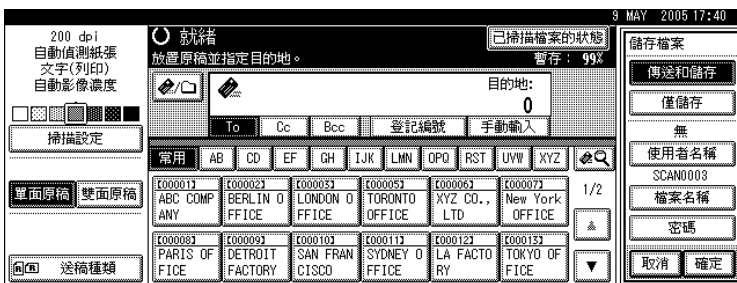 9 MAY 2005 17:40
200 dpi
自動偵測紙張
文字(列印)
自動影像濃度
掃描設定
單面原稿 雙面原稿
送稿種類
就緒
已掃描檔案的狀態
放置原稿並指定目的地。
暫存: 99%
目的地:
0
To Cc Bcc 登記編號 手動輸入
常用 AB CD EF GH IJK LMN OPQ RST UVW XYZ
[00001] [00002] [00003] [00005] [00006] [00007]
ABC COMP BERLIN O LONDON O TORONTO XYZ CO., New York
ANY FFICE FFICE OFFICE LTD OFFICE
1/2
[00008] [00009] [00010] [00011] [00012] [00013]
PARIS OF DETROIT SAN FRAN SYDNEY O LA FACTO TOKYO OF
FICE FACTORY CISCO FFICE RY FICE
儲存檔案
傳送和儲存
僅儲存
無
使用者名稱
SCAN0003
檔案名稱
密碼
取消 確定